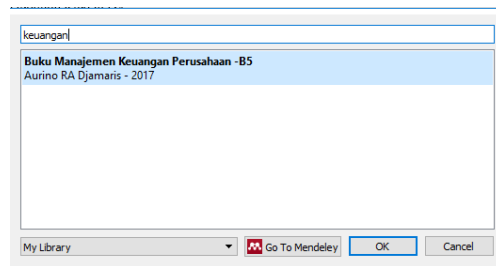 keuangan
Buku Manajemen Keuangan Perusahaan -B5
Aurino RA Djamaris - 2017
My Library
Go To Mendeley
OK
Cancel